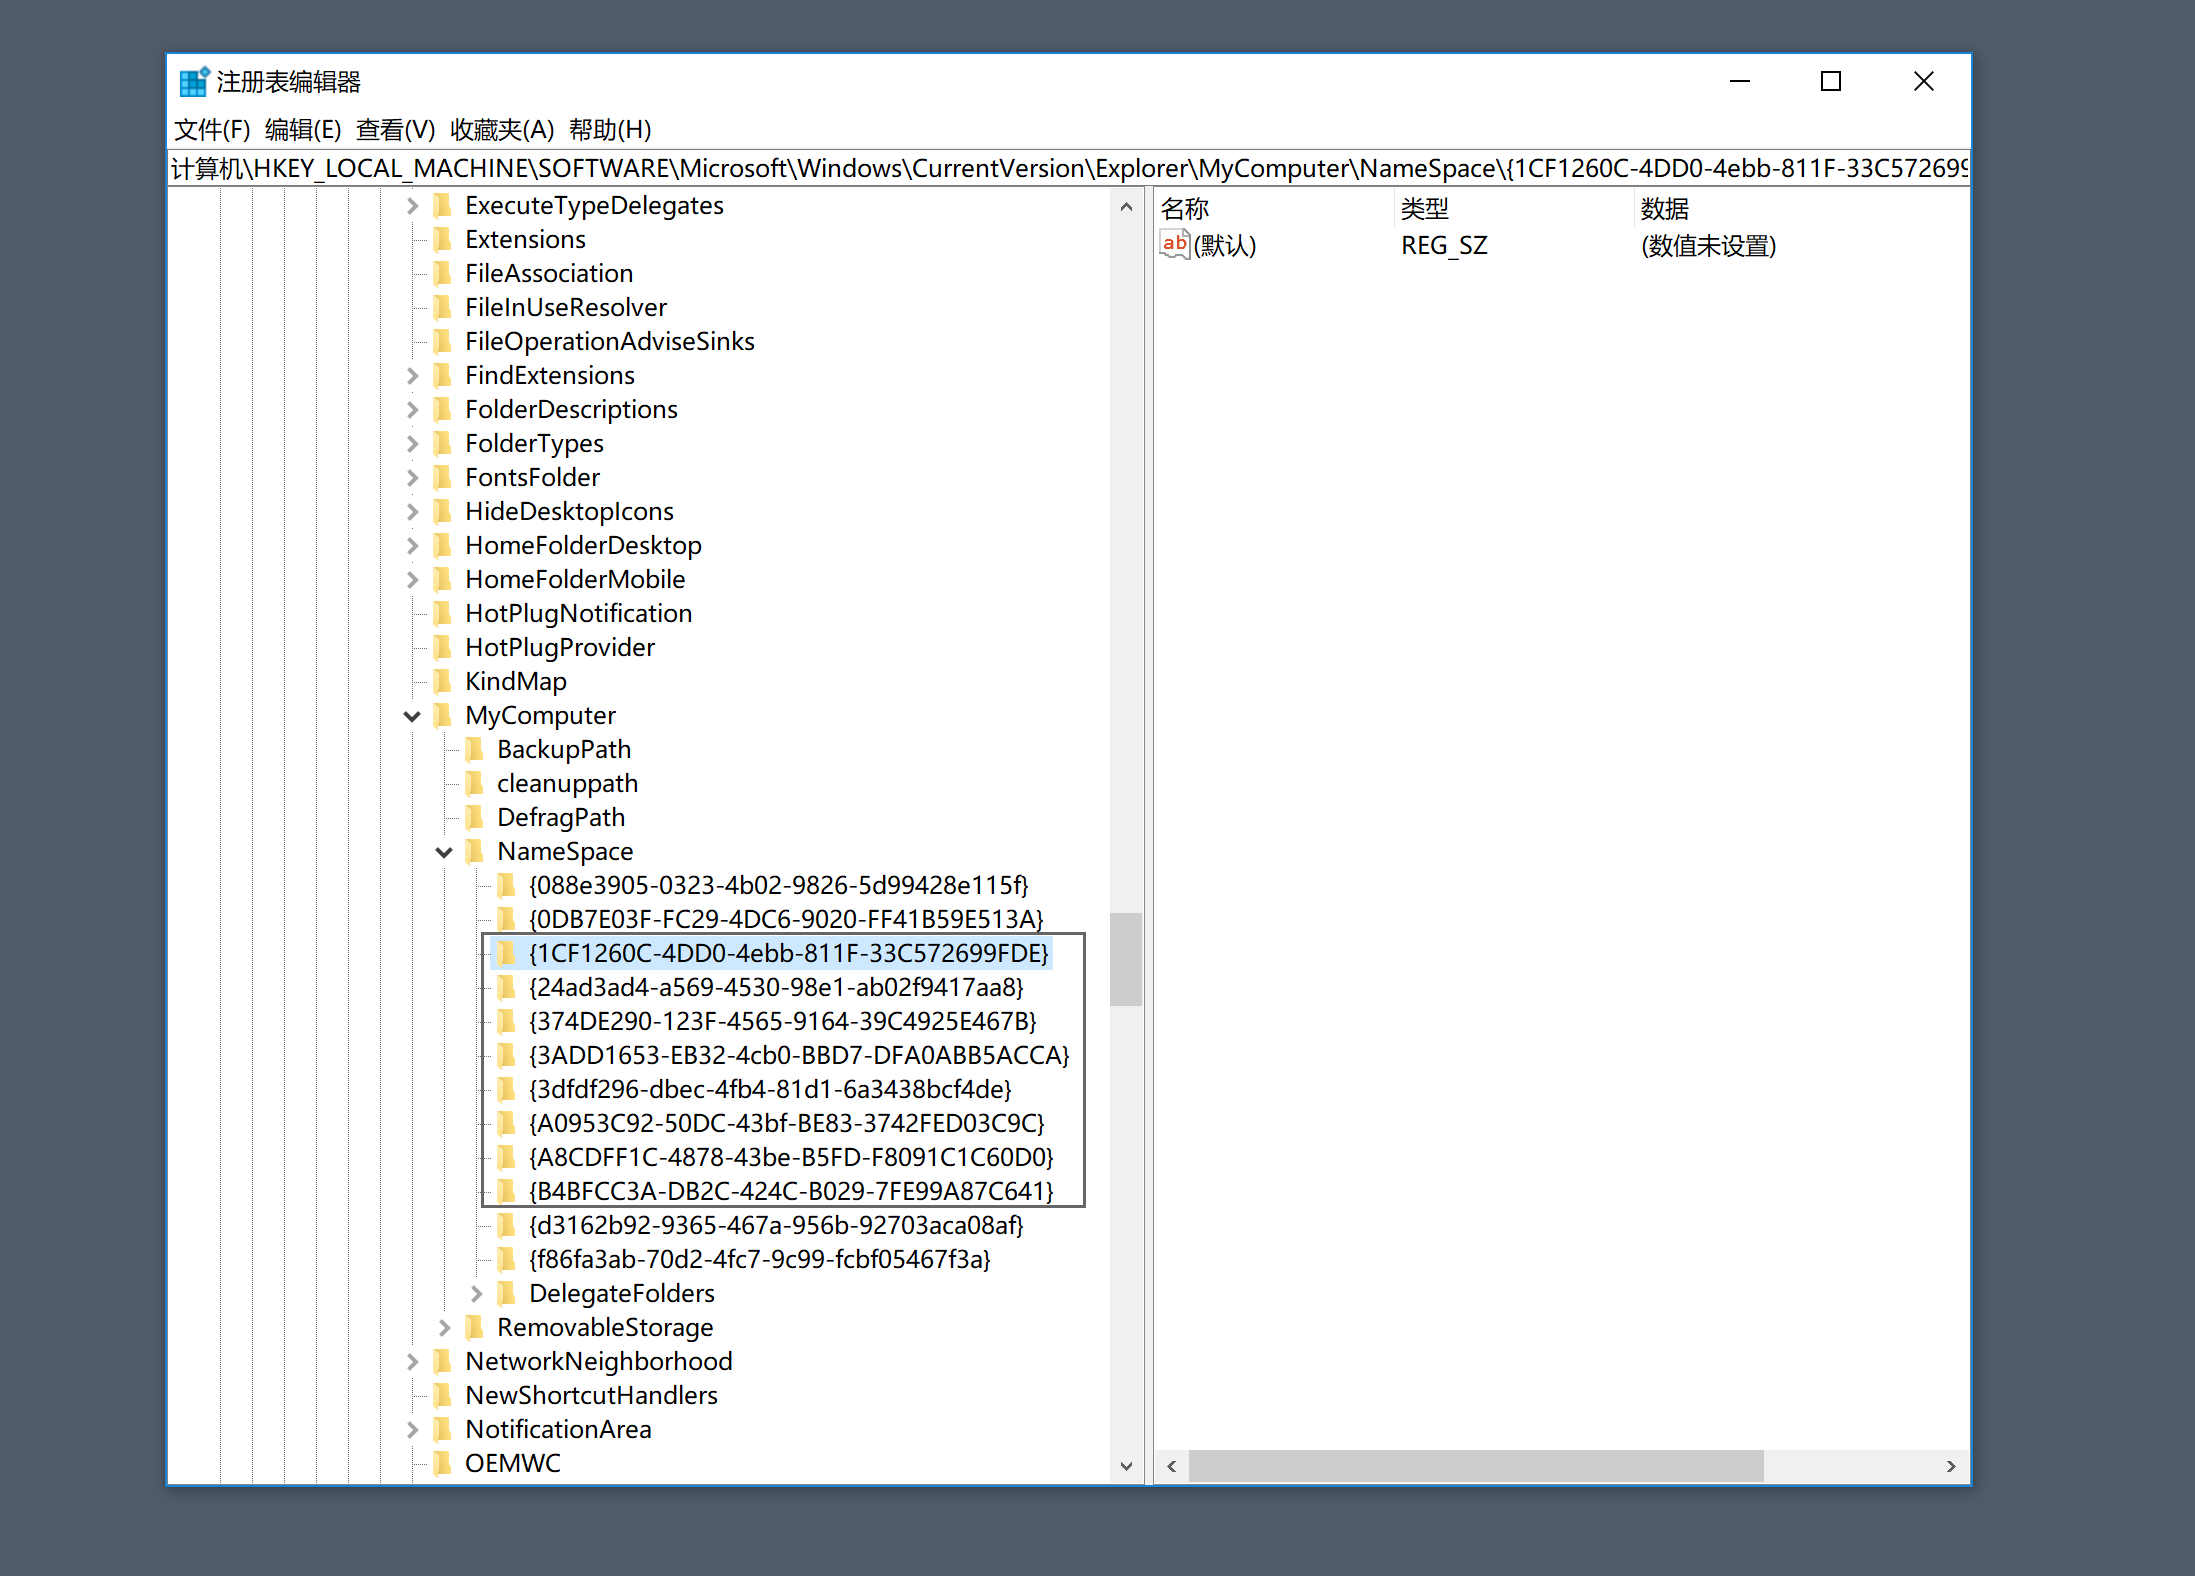 注册表编辑器
文件(F) 编辑(E) 查看(V) 收藏夹(A) 帮助(H)
计算机\HKEY_LOCAL_MACHINE\SOFTWARE\Microsoft\Windows\CurrentVersion\Explorer\MyComputer\NameSpace\{1CF1260C-4DD0-4ebb-811F-33C572699
ExecuteTypeDelegates
Extensions
FileAssociation
FileInUseResolver
FileOperationAdviseSinks
FindExtensions
FolderDescriptions
FolderTypes
FontsFolder
HideDesktopIcons
HomeFolderDesktop
HomeFolderMobile
HotPlugNotification
HotPlugProvider
KindMap
MyComputer
BackupPath
cleanuppath
DefragPath
NameSpace
{088e3905-0323-4b02-9826-5d99428e115f}
{0DB7E03F-FC29-4DC6-9020-FF41B59E513A}
{1CF1260C-4DD0-4ebb-811F-33C572699FDE}
{24ad3ad4-a569-4530-98e1-ab02f9417aa8}
{374DE290-123F-4565-9164-39C4925E467B}
{3ADD1653-EB32-4cb0-BBD7-DFA0ABB5ACCA}
{3dfdf296-dbec-4fb4-81d1-6a3438bcf4de}
{A0953C92-50DC-43bf-BE83-3742FED03C9C}
{A8CDFF1C-4878-43be-B5FD-F8091C1C60D0}
{B4BFCC3A-DB2C-424C-B029-7FE99A87C641}
{d3162b92-9365-467a-956b-92703aca08af}
{f86fa3ab-70d2-4fc7-9c99-fcbf05467f3a}
DelegateFolders
RemovableStorage
NetworkNeighborhood
NewShortcutHandlers
NotificationArea
OEMWC
名称 类型 数据
ab (默认) REG_SZ (数值未设置)